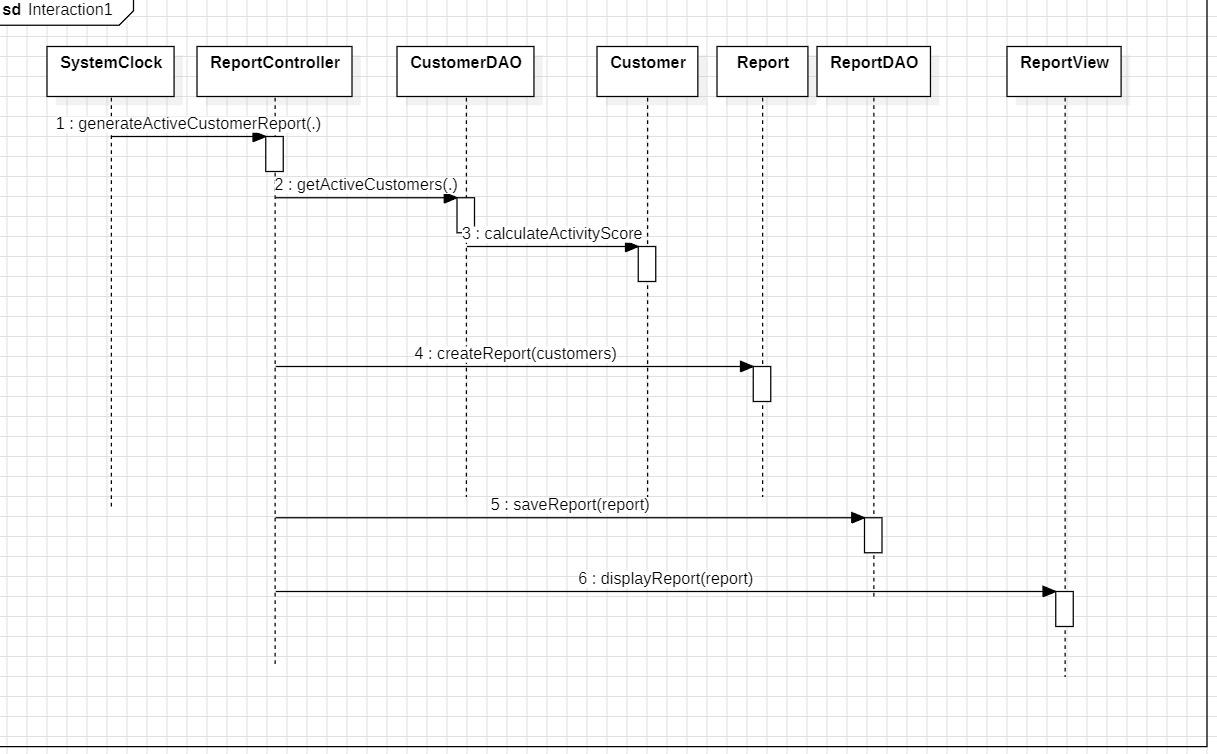 sd Interaction1
SystemClock
ReportController
CustomerDAO
Customer
Report
ReportDAO
ReportView
1 : generateActiveCustomerReport(.)
2 : getActiveCustomers(.)
3 : calculateActivityScore
4 : createReport(customers)
5 : saveReport(report)
6 : displayReport(report)